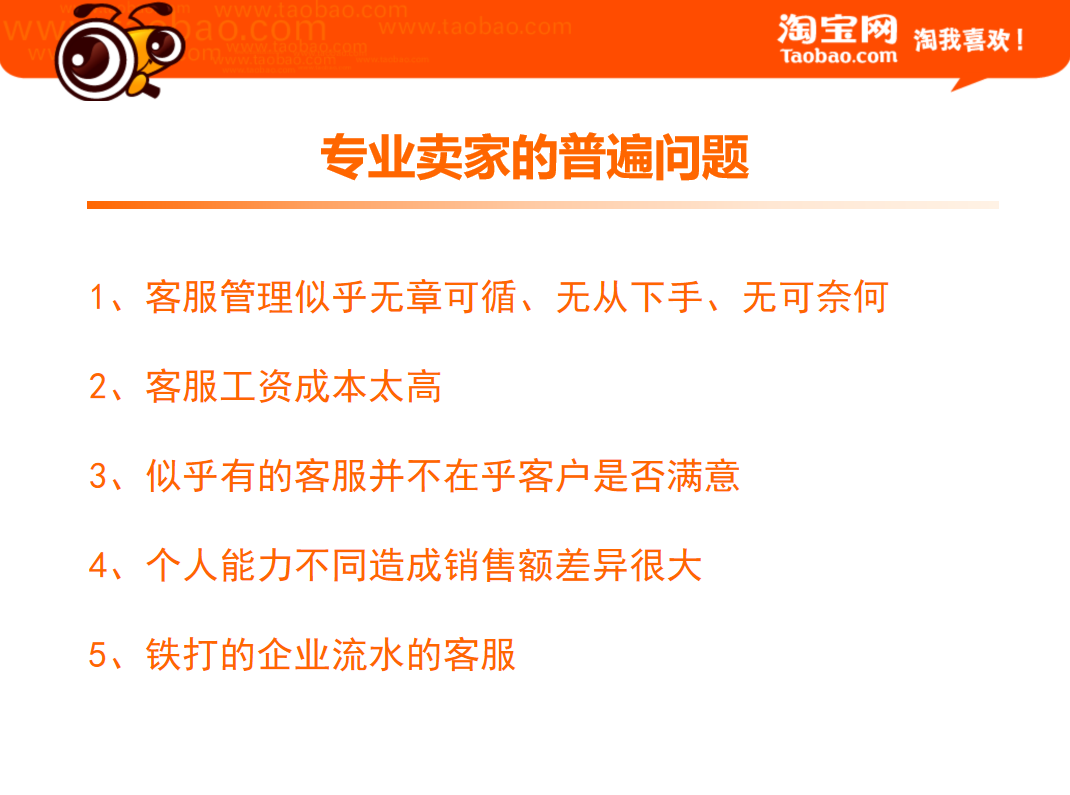 www.taobao.com
www.taobao.com
www.taobao.com
淘宝网
Taobao.com
淘我喜欢！
专业卖家的普遍问题
1、客服管理似乎无章可循、无从下手、无可奈何
2、客服工资成本太高
3、似乎有的客服并不在乎客户是否满意
4、个人能力不同造成销售额差异很大
5、铁打的企业流水的客服